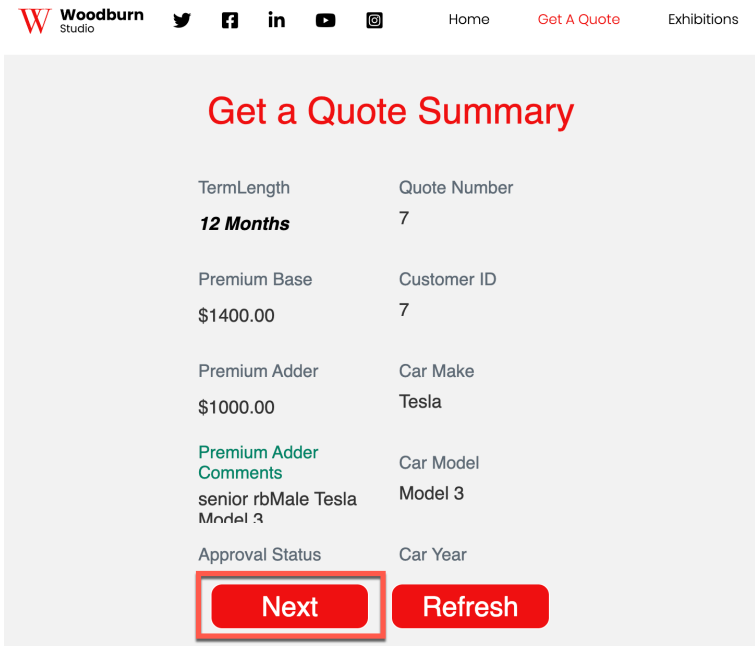 Woodburn
Studio
Home
Get A Quote
Exhibitions
Get a Quote Summary
TermLength
Quote Number
12 Months
7
Premium Base
Customer ID
$1400.00
7
Premium Adder
Car Make
$1000.00
Tesla
Premium Adder
Comments
Car Model
senior rbMale Tesla
Model 3
Model 3
Approval Status
Car Year
Next
Refresh